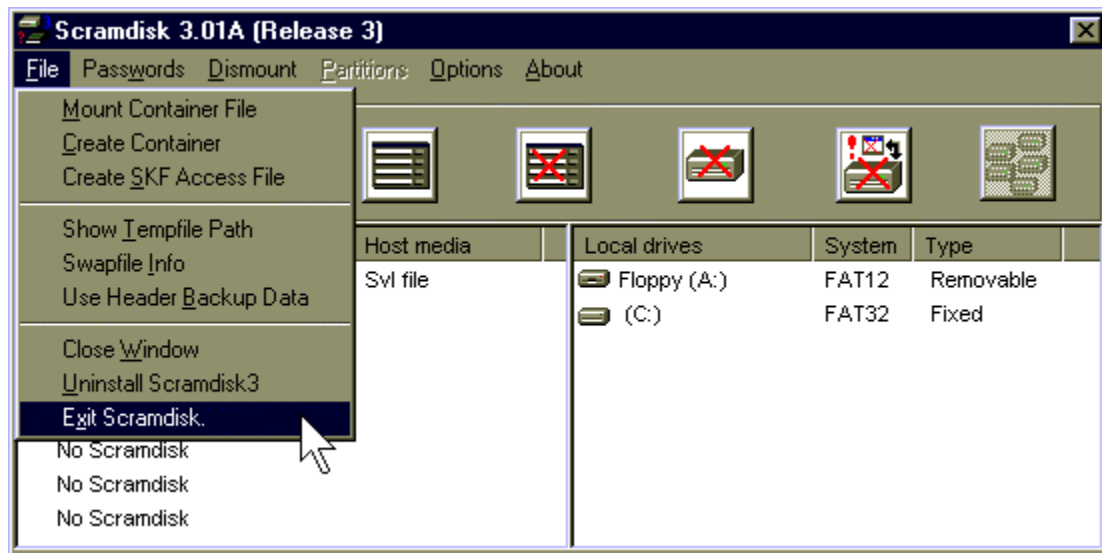 Scramdisk 3.01A (Release 3)
File Passwords Dismount Partitions Options About
Mount Container File
Create Container
Create SKF Access File
Show Tempfile Path
Swapfile Info
Use Header Backup Data
Close Window
Uninstall Scramdisk3
Exit Scramdisk.
No Scramdisk
No Scramdisk
No Scramdisk
Host media
Svl file
Local drives System Type
Floppy (A:) FAT12 Removable
(C:) FAT32 Fixed